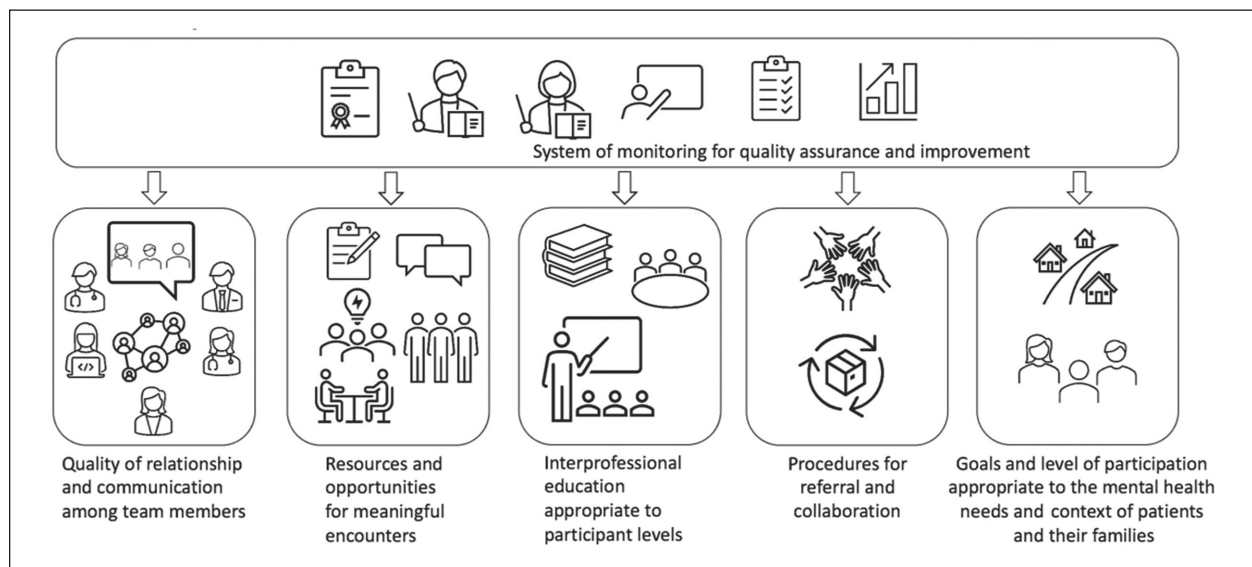 System of monitoring for quality assurance and improvement
Quality of relationship
and communication
among team members
Resources and
opportunities
for meaningful
encounters
Interprofessional
education
appropriate to
participant levels
Procedures for
referral and
collaboration
Goals and level of participation
appropriate to the mental health
needs and context of patients
and their families